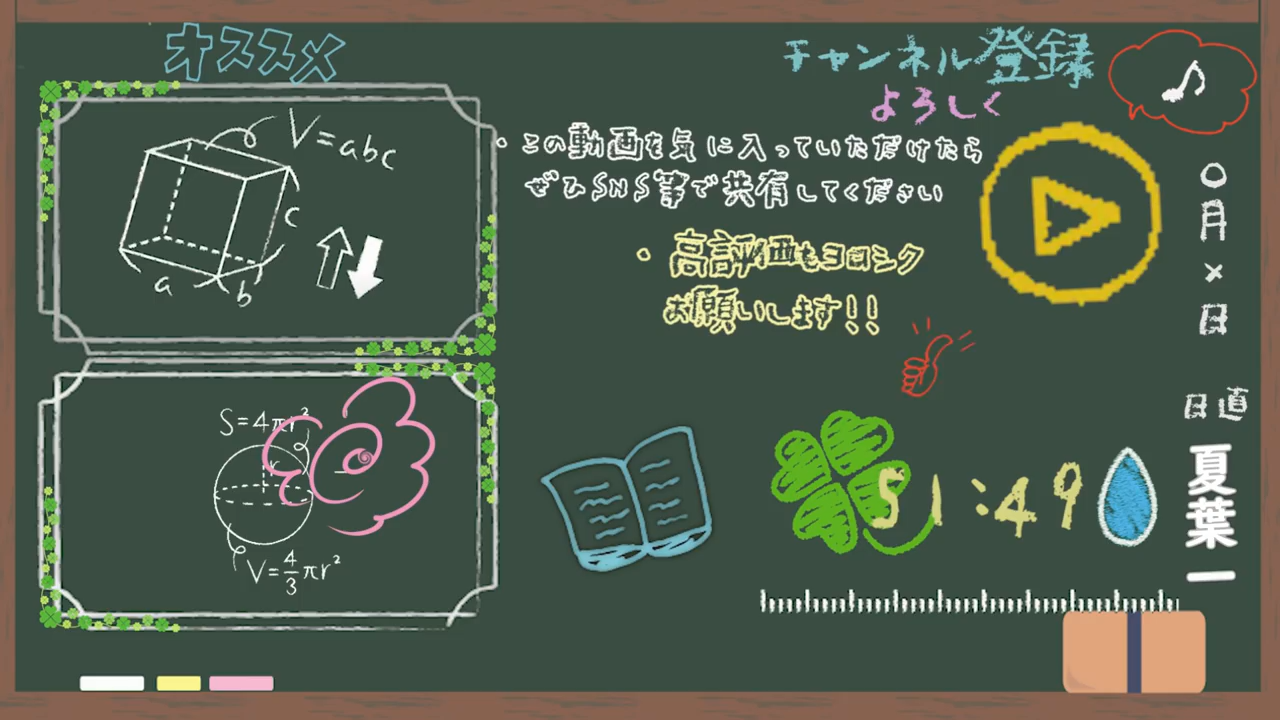 オススメ
V=abc
c
a
b
S=4πr²
r
V=4/3πr²
チャンネル登録
よろしく
・この動画を気に入っていただけたら
ぜひSNS等で共有してください
・高評価もヨロシク
お願いします!!
51:49
○月×日
日直
夏葉一